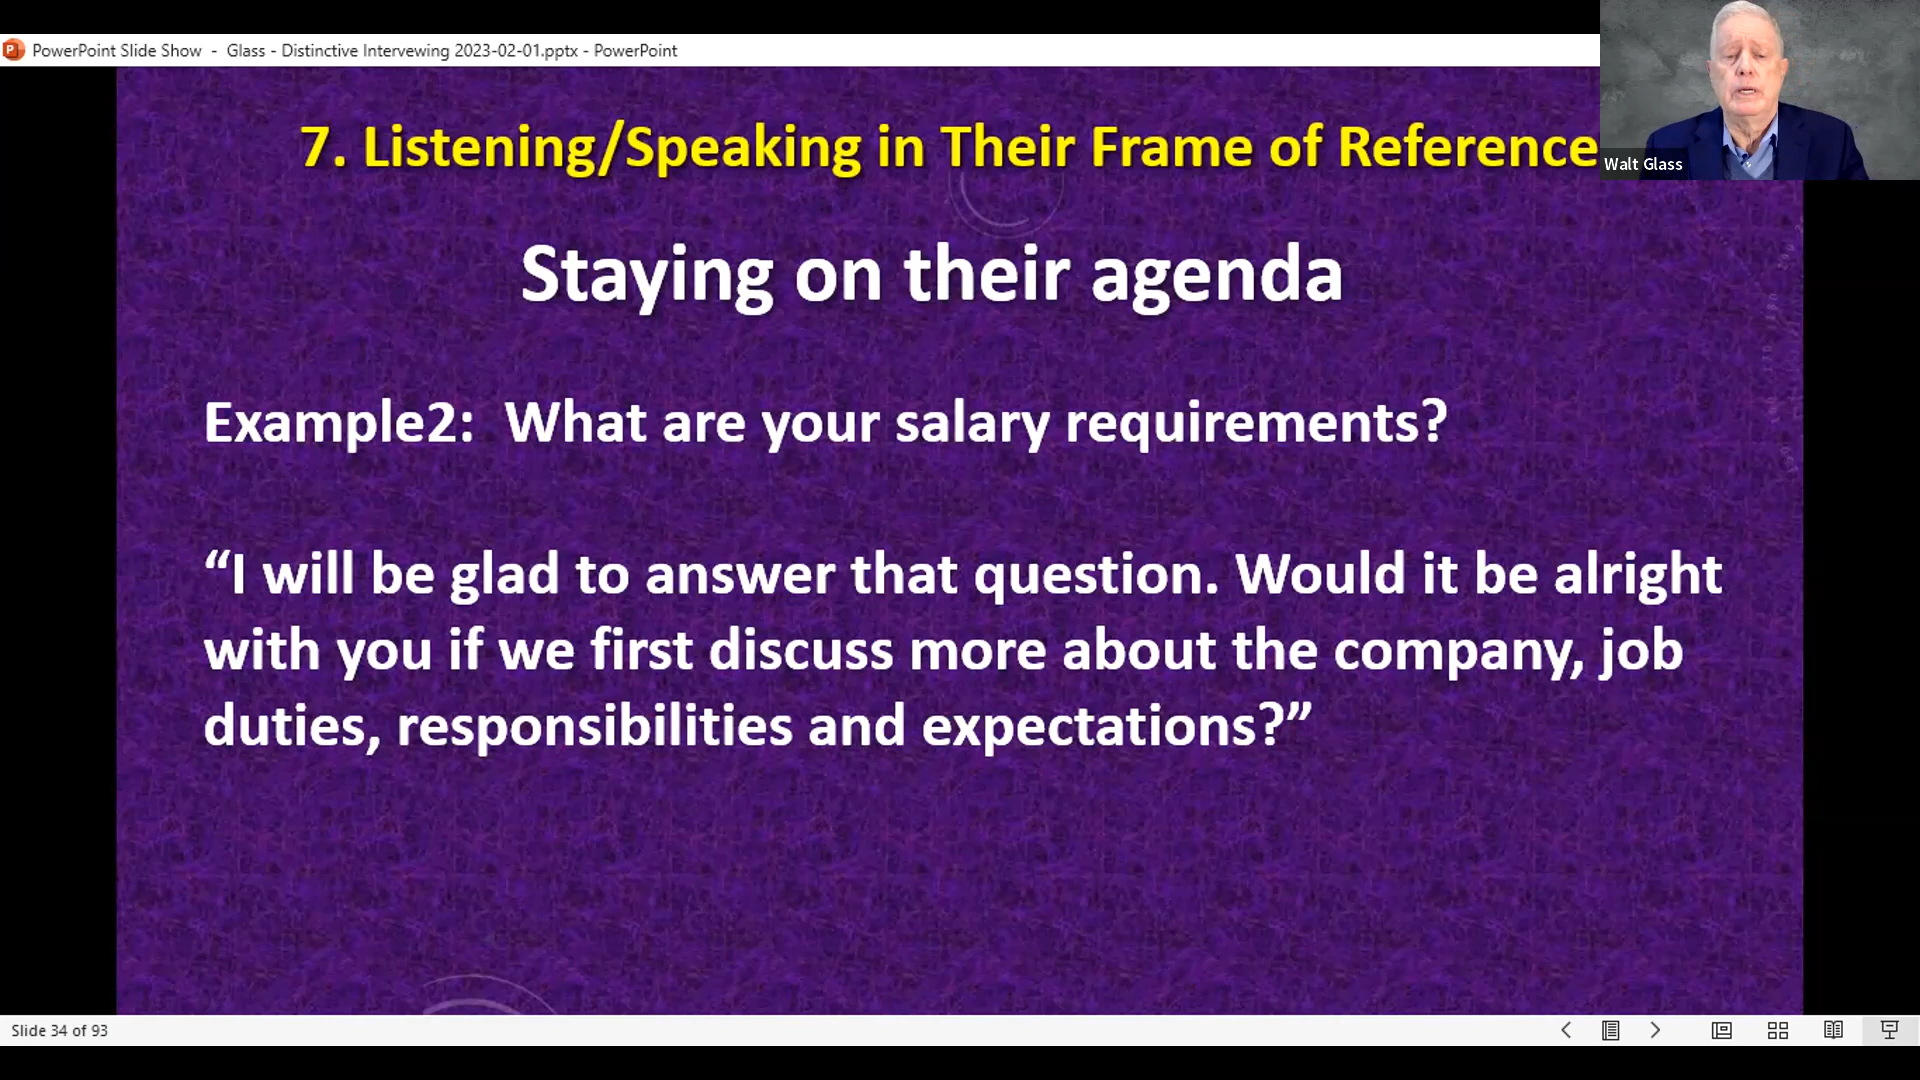 PowerPoint Slide Show - Glass - Distinctive Intervewing 2023-02-01.pptx - PowerPoint
Walt Glass
7. Listening/Speaking in Their Frame of Reference
Staying on their agenda
Example2: What are your salary requirements?
“I will be glad to answer that question. Would it be alright
with you if we first discuss more about the company, job
duties, responsibilities and expectations?”
Slide 34 of 93